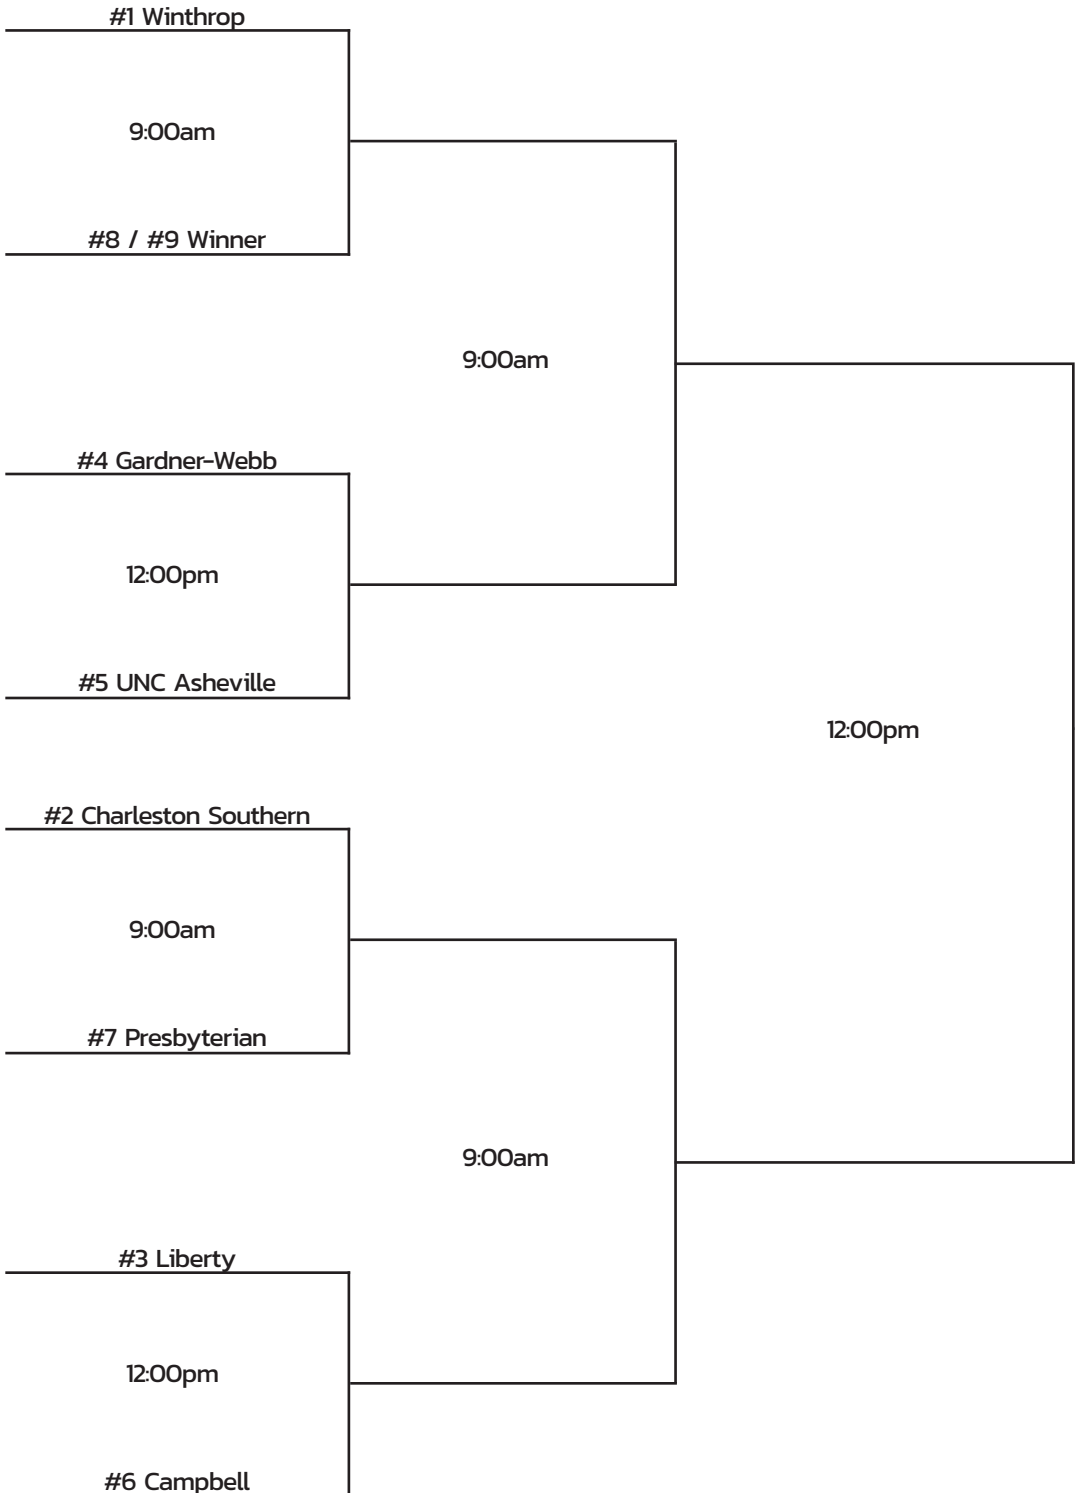 #1 Winthrop
9:00am
#8 / #9 Winner
9:00am
#4 Gardner-Webb
12:00pm
#5 UNC Asheville
12:00pm
#2 Charleston Southern
9:00am
#7 Presbyterian
9:00am
#3 Liberty
12:00pm
#6 Campbell